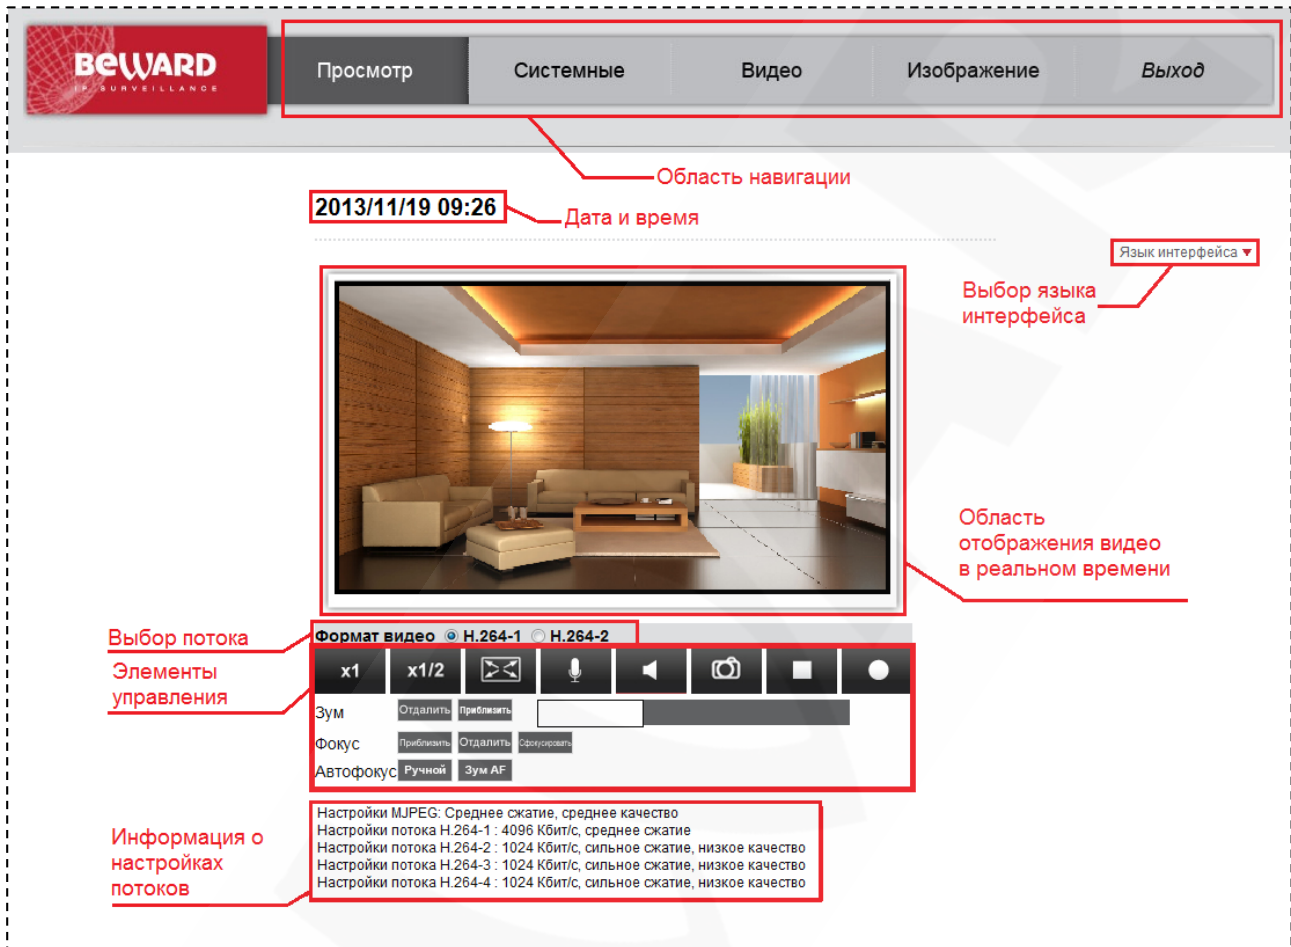 BEWARD
IP SURVEILLANCE
Просмотр
Системные
Видео
Изображение
Выход
Область навигации
2013/11/19 09:26
Дата и время
Язык интерфейса
Выбор языка
интерфейса
Область
отображения видео
в реальном времени
Выбор потока
Формат видео H.264-1 H.264-2
Элементы
управления
x1
x1/2
Зум
Отдалить
Приблизить
Фокус
Приблизить
Отдалить
Сфокусировать
Автофокус
Ручной
Зум AF
Информация о
настройках
потоков
Настройки MJPEG: Среднее сжатие, среднее качество
Настройки потока H.264-1 : 4096 Кбит/с, среднее сжатие
Настройки потока H.264-2 : 1024 Кбит/с, сильное сжатие, низкое качество
Настройки потока H.264-3 : 1024 Кбит/с, сильное сжатие, низкое качество
Настройки потока H.264-4 : 1024 Кбит/с, сильное сжатие, низкое качество